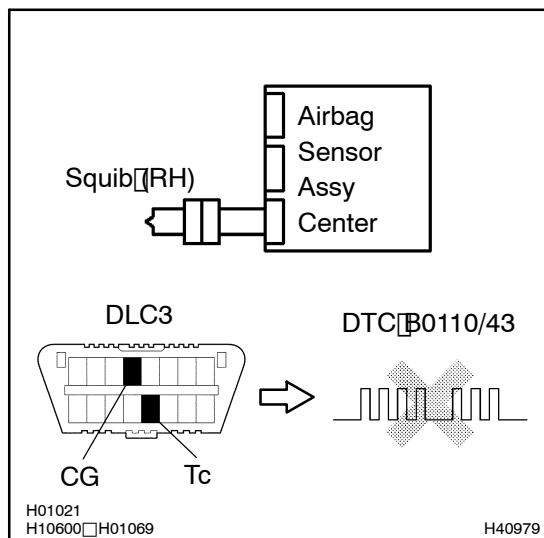 Airbag
Sensor
Assy
Center
Squib□(RH)
DLC3
DTC□B0110/43
CG
Tc
H01021
H10600□H01069
H40979